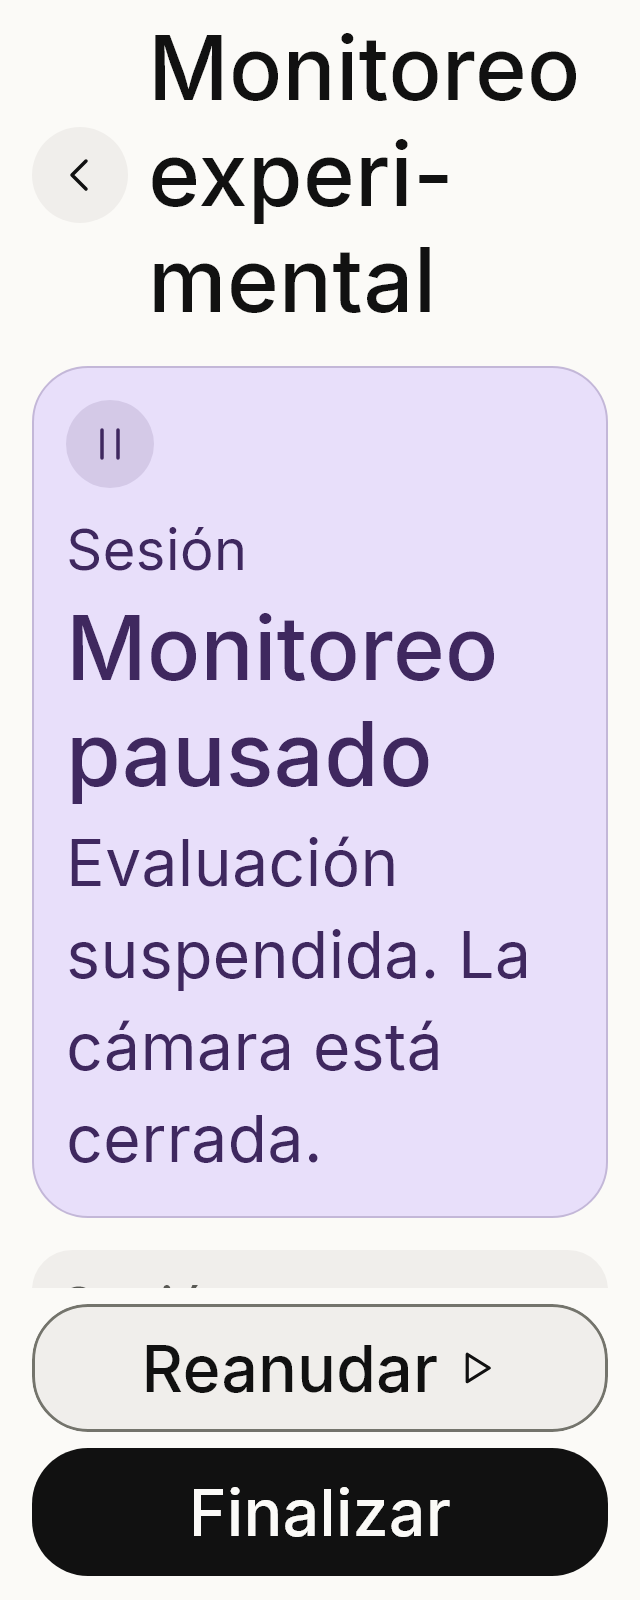 Monitoreo
experi-
mental
Sesión
Monitoreo
pausado
Evaluación
suspendida. La
cámara está
cerrada.
Reanudar
Finalizar